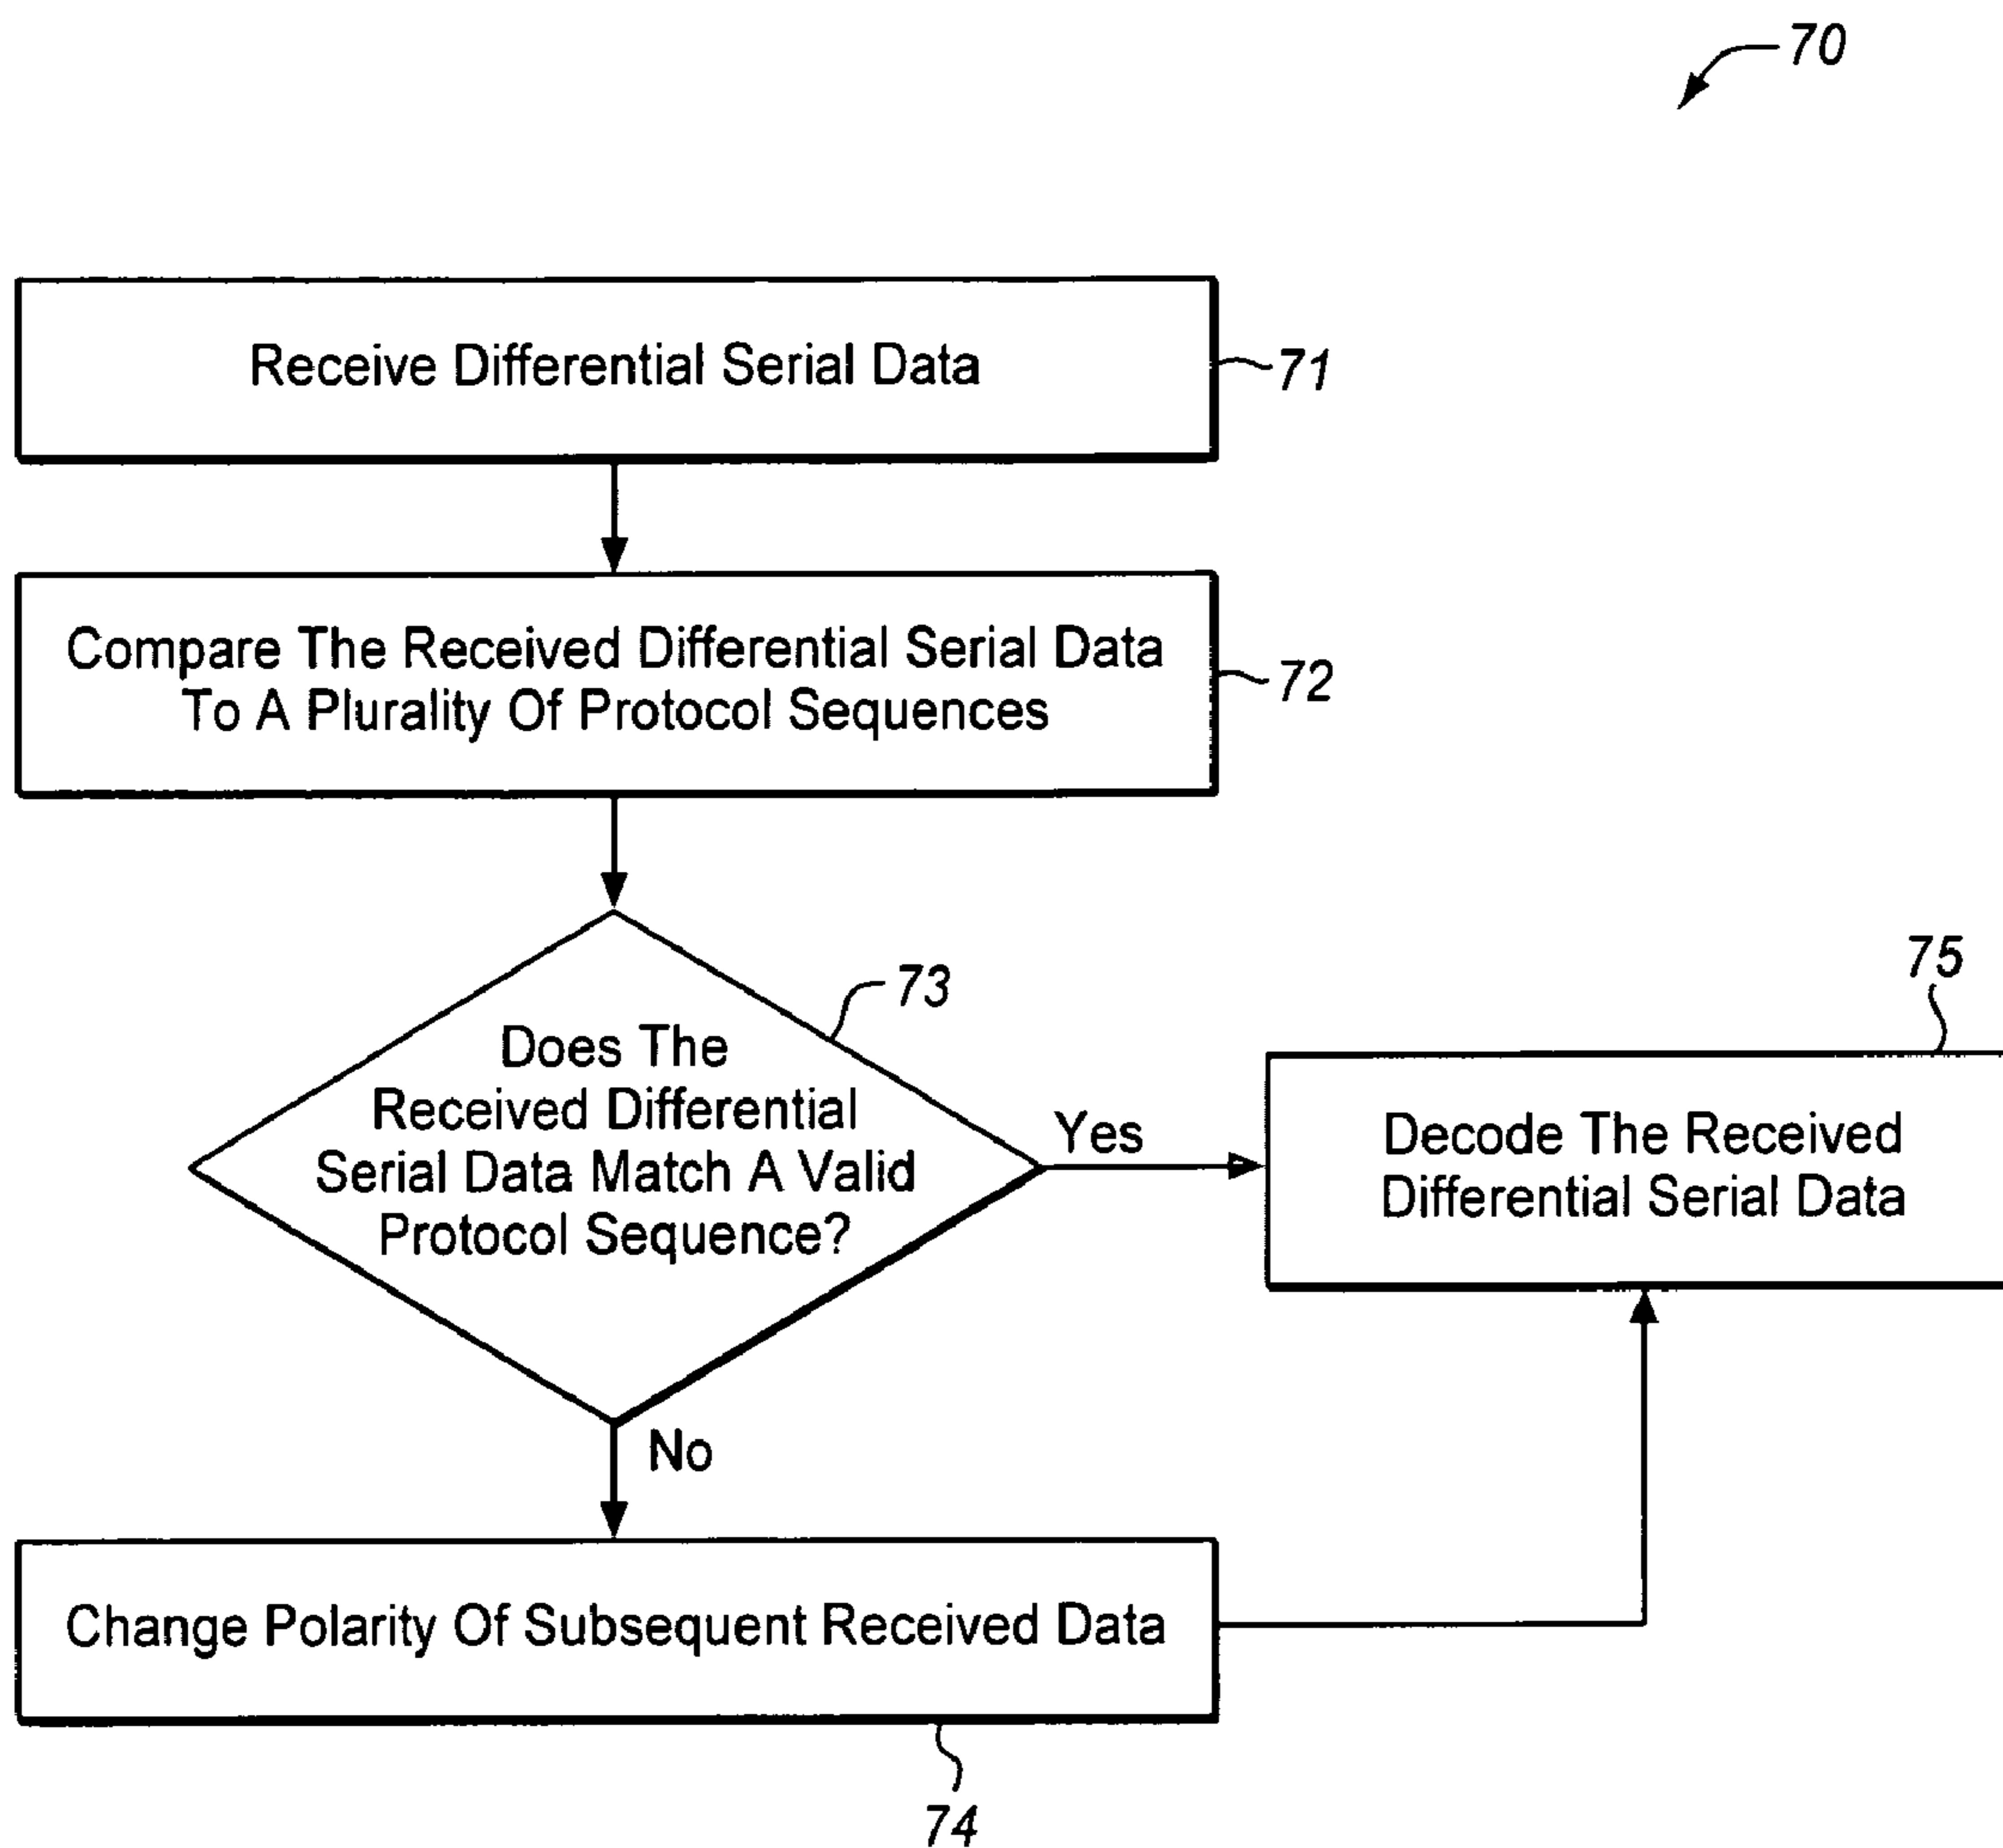 70
Receive Differential Serial Data
71
Compare The Received Differential Serial Data
To A Plurality Of Protocol Sequences
72
73
Does The
Received Differential
Serial Data Match A Valid
Protocol Sequence?
Yes
75
Decode The Received
Differential Serial Data
No
Change Polarity Of Subsequent Received Data
74